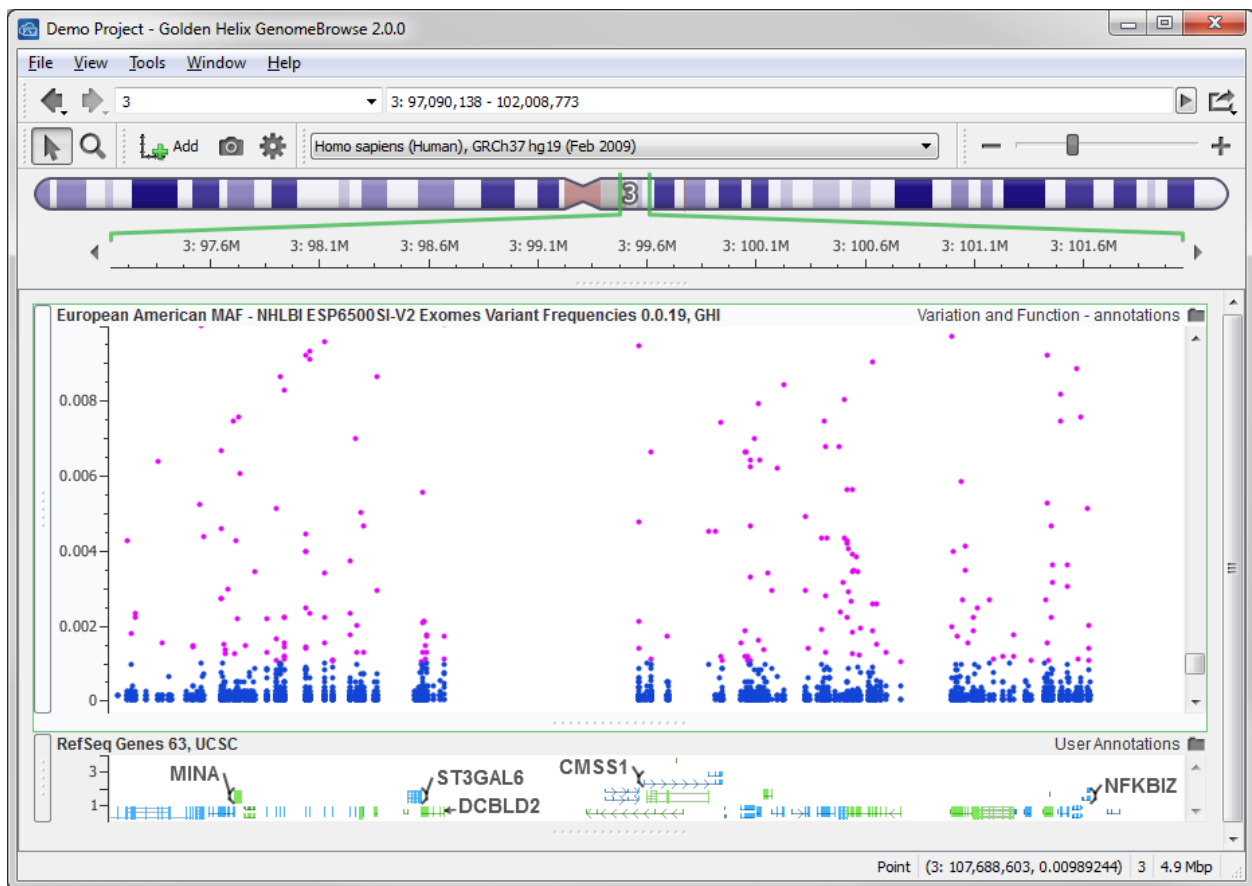 Demo Project - Golden Helix GenomeBrowse 2.0.0
File View Tools Window Help
3 3: 97,090,138 - 102,008,773
Add Homo sapiens (Human), GRCh37 hg19 (Feb 2009)
3
3: 97.6M 3: 98.1M 3: 98.6M 3: 99.1M 3: 99.6M 3: 100.1M 3: 100.6M 3: 101.1M 3: 101.6M
European American MAF - NHLBI ESP6500SI-V2 Exomes Variant Frequencies 0.0.19, GHI Variation and Function - annotations
0.008
0.006
0.004
0.002
0
RefSeq Genes 63, UCSC User Annotations
3
1
MINA ST3GAL6 DCBLD2 CMSS1 NFKBIZ
Point (3: 107,688,603, 0.00989244) 3 4.9 Mbp